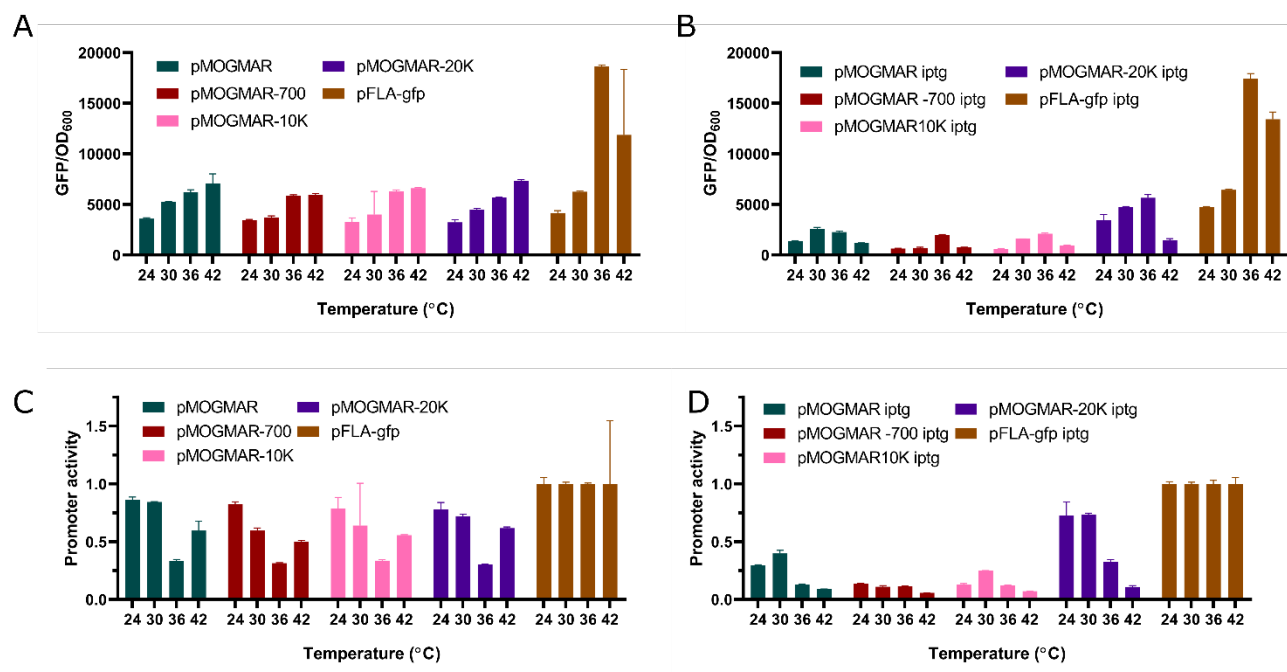 A
20000
15000
10000
5000
0
GFP/OD600
pMOGMAR
pMOGMAR-700
pMOGMAR-10K
pMOGMAR-20K
pFLA-gfp
24 30 36 42 24 30 36 42 24 30 36 42 24 30 36 42 24 30 36 42
Temperature (°C)
B
20000
15000
10000
5000
0
GFP/OD600
pMOGMAR iptg
pMOGMAR -700 iptg
pMOGMAR10K iptg
pMOGMAR-20K iptg
pFLA-gfp iptg
24 30 36 42 24 30 36 42 24 30 36 42 24 30 36 42 24 30 36 42
Temperature (°C)
C
1.5
1.0
0.5
0.0
Promoter activity
pMOGMAR
pMOGMAR-700
pMOGMAR-10K
pMOGMAR-20K
pFLA-gfp
24 30 36 42 24 30 36 42 24 30 36 42 24 30 36 42 24 30 36 42
Temperature (°C)
D
1.5
1.0
0.5
0.0
Promoter activity
pMOGMAR iptg
pMOGMAR -700 iptg
pMOGMAR10K iptg
pMOGMAR-20K iptg
pFLA-gfp iptg
24 30 36 42 24 30 36 42 24 30 36 42 24 30 36 42 24 30 36 42
Temperature (°C)